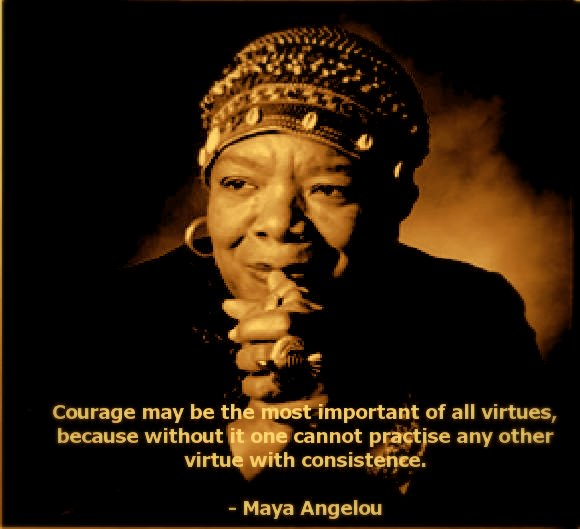 Courage may be the most important of all virtues,
because without it one cannot practise any other
virtue with consistence.
- Maya Angelou